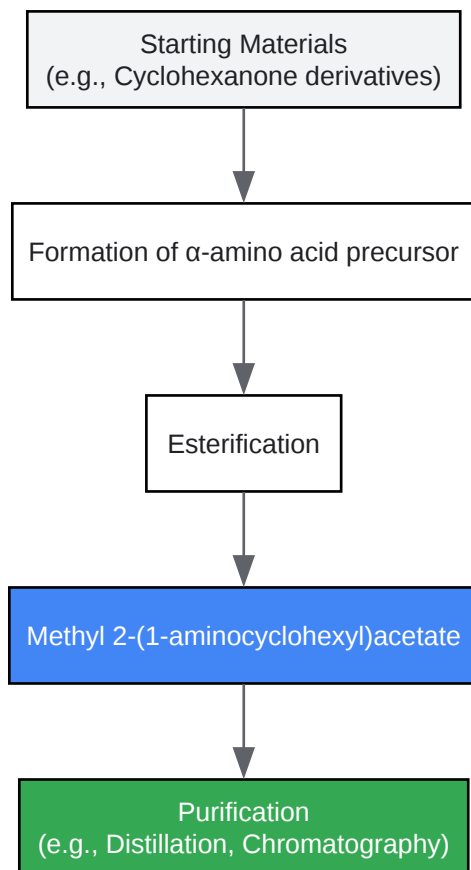 Starting Materials
(e.g., Cyclohexanone derivatives)
Formation of α-amino acid precursor
Esterification
Methyl 2-(1-aminocyclohexyl)acetate
Purification
(e.g., Distillation, Chromatography)